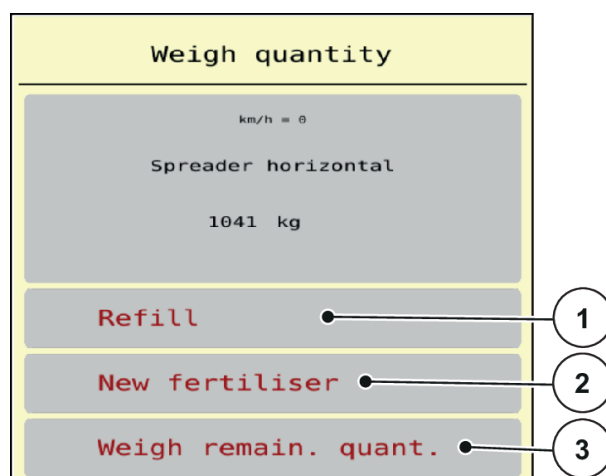 Weigh quantity
km/h = 0
Spreader horizontal
1041 kg
Refill
1
New fertiliser
2
Weigh remain. quant.
3